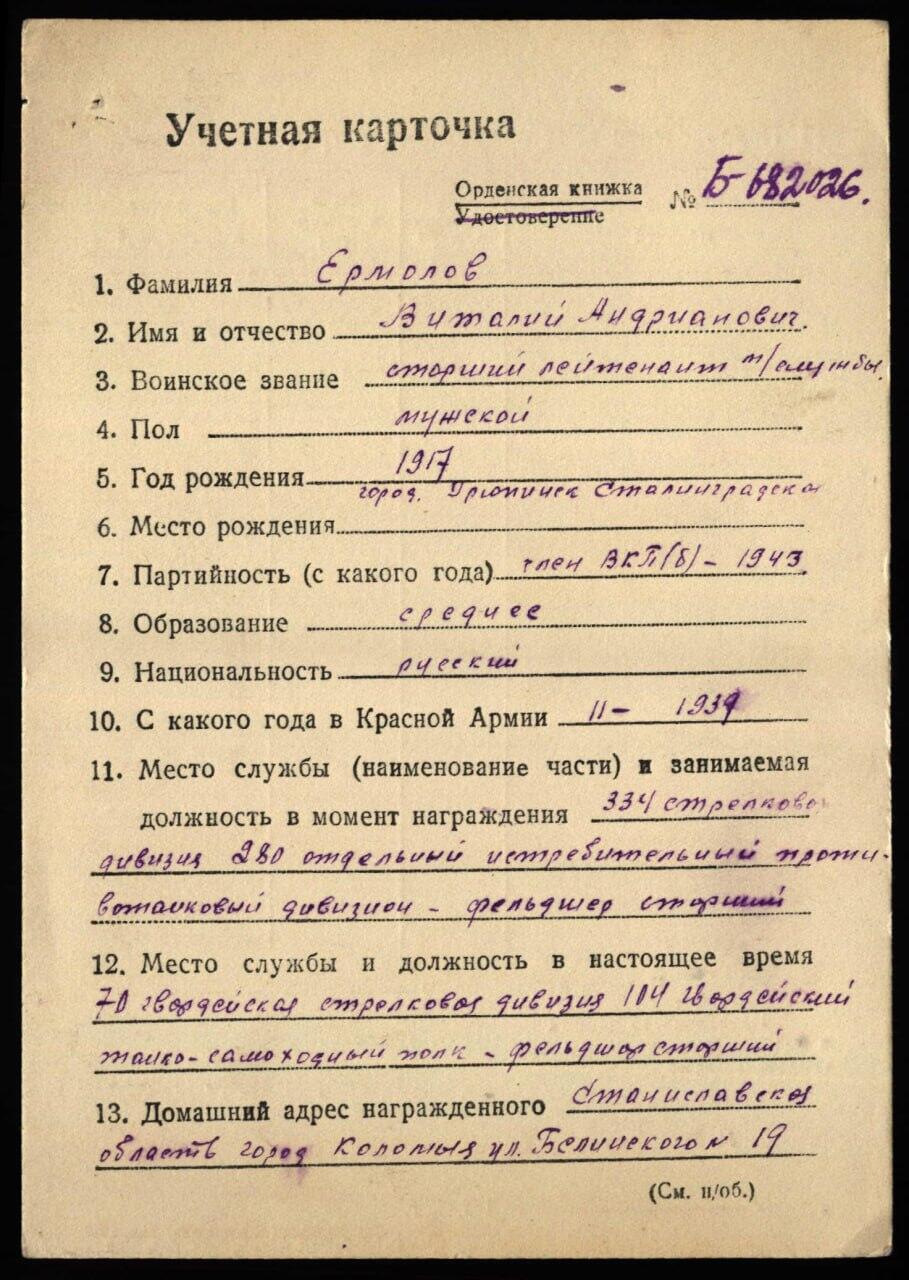 Учетная карточка
Орденская книжка № Б-682026.
Удостоверение
1. Фамилия Ермолов
2. Имя и отчество Виталий Андрианович.
3. Воинское звание старший лейтенант м/службы.
4. Пол мужской
5. Год рождения 1917
город. Урюпинск Сталинградской
6. Место рождения
7. Партийность (с какого года) член ВКП(б) – 1943
8. Образование среднее
9. Национальность русский
10. С какого года в Красной Армии 11 – 1939
11. Место службы (наименование части) и занимаемая
должность в момент награждения 334 стрелковая
дивизия 280 отдельный истребительный проти-
вотанковый дивизион – фельдшер старший
12. Место службы и должность в настоящее время
70 гвардейская стрелковая дивизия 104 гвардейский
танко-самоходный полк – фельдшер старший
13. Домашний адрес награжденного Станиславская
область город Коломыя ул. Белинского № 19
(См. н/об.)